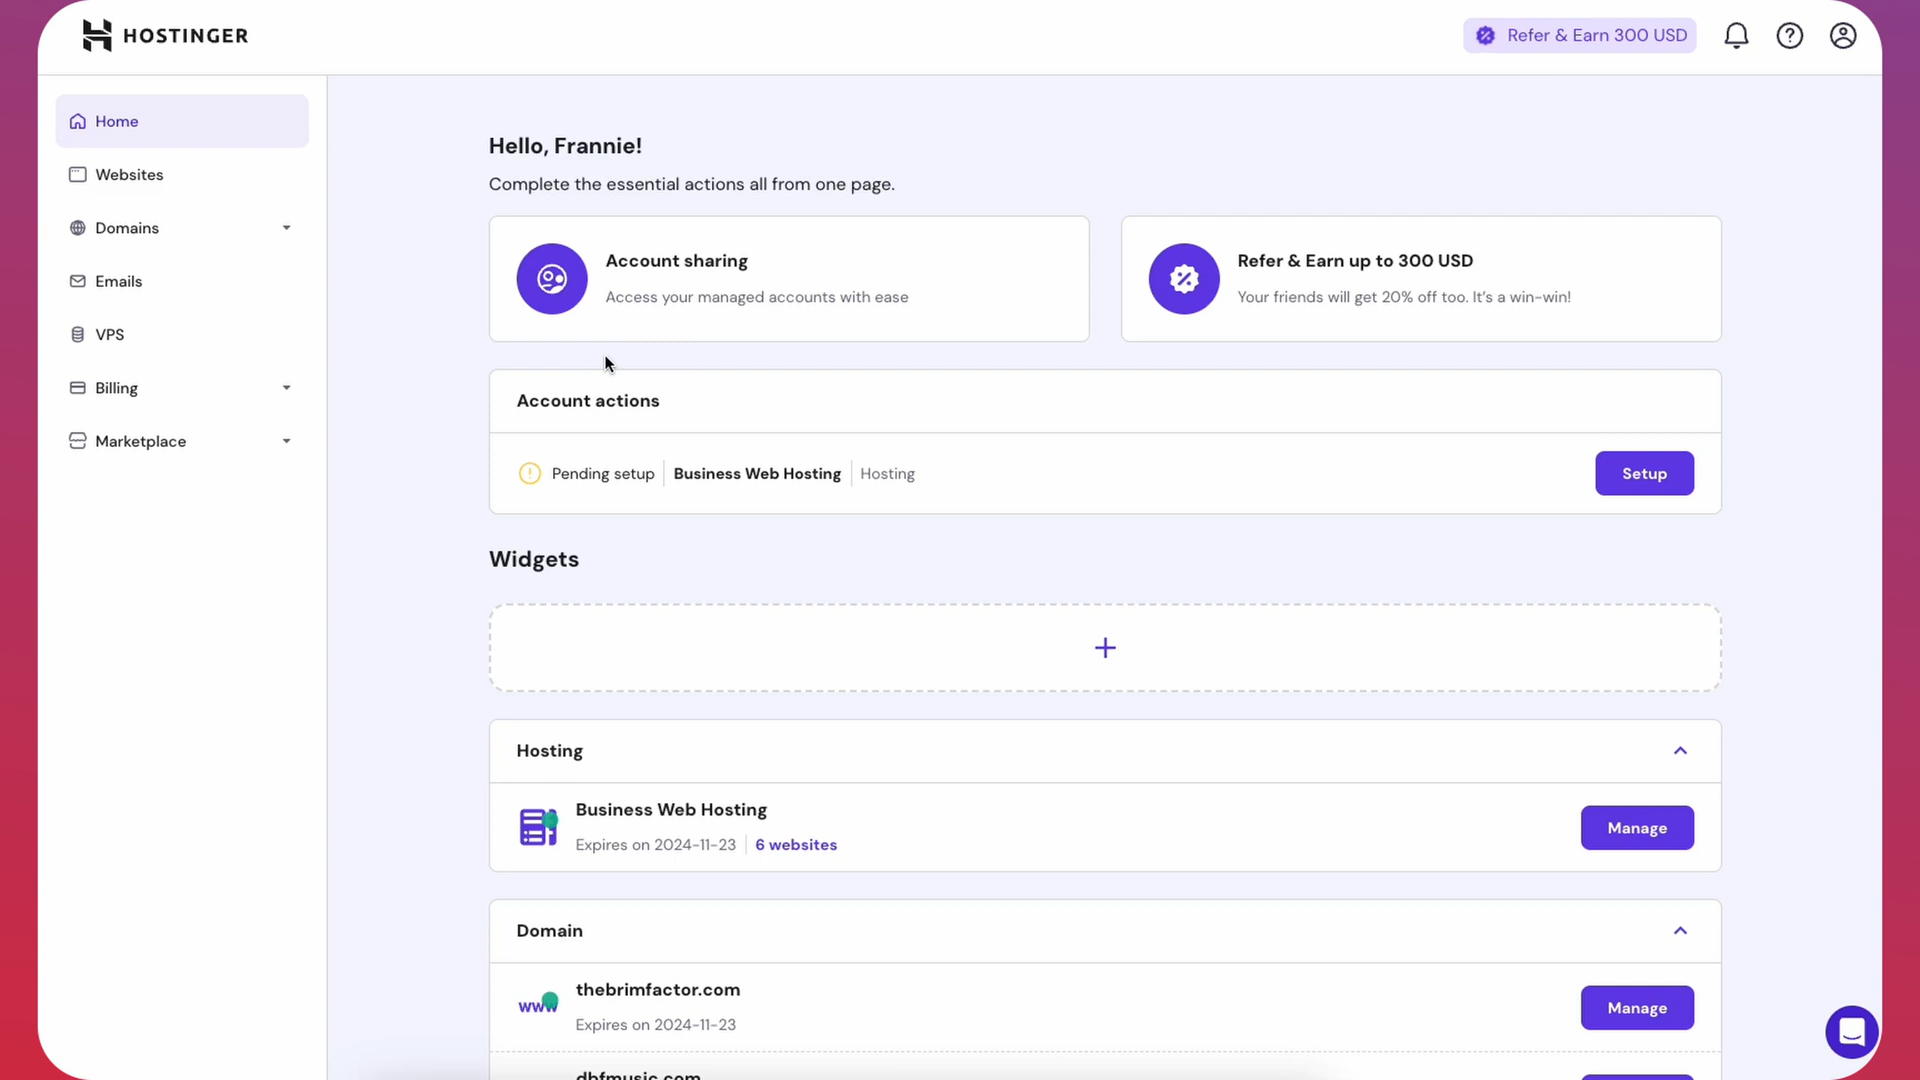 HOSTINGER
Refer & Earn 300 USD
Home
Websites
Domains
Emails
VPS
Billing
Marketplace
Hello, Frannie!
Complete the essential actions all from one page.
Account sharing
Access your managed accounts with ease
Refer & Earn up to 300 USD
Your friends will get 20% off too. It's a win-win!
Account actions
Pending setup Business Web Hosting Hosting
Setup
Widgets
Hosting
Business Web Hosting
Expires on 2024-11-23 6 websites
Manage
Domain
www
thebrimfactor.com
Expires on 2024-11-23
Manage
dbfmusic.com